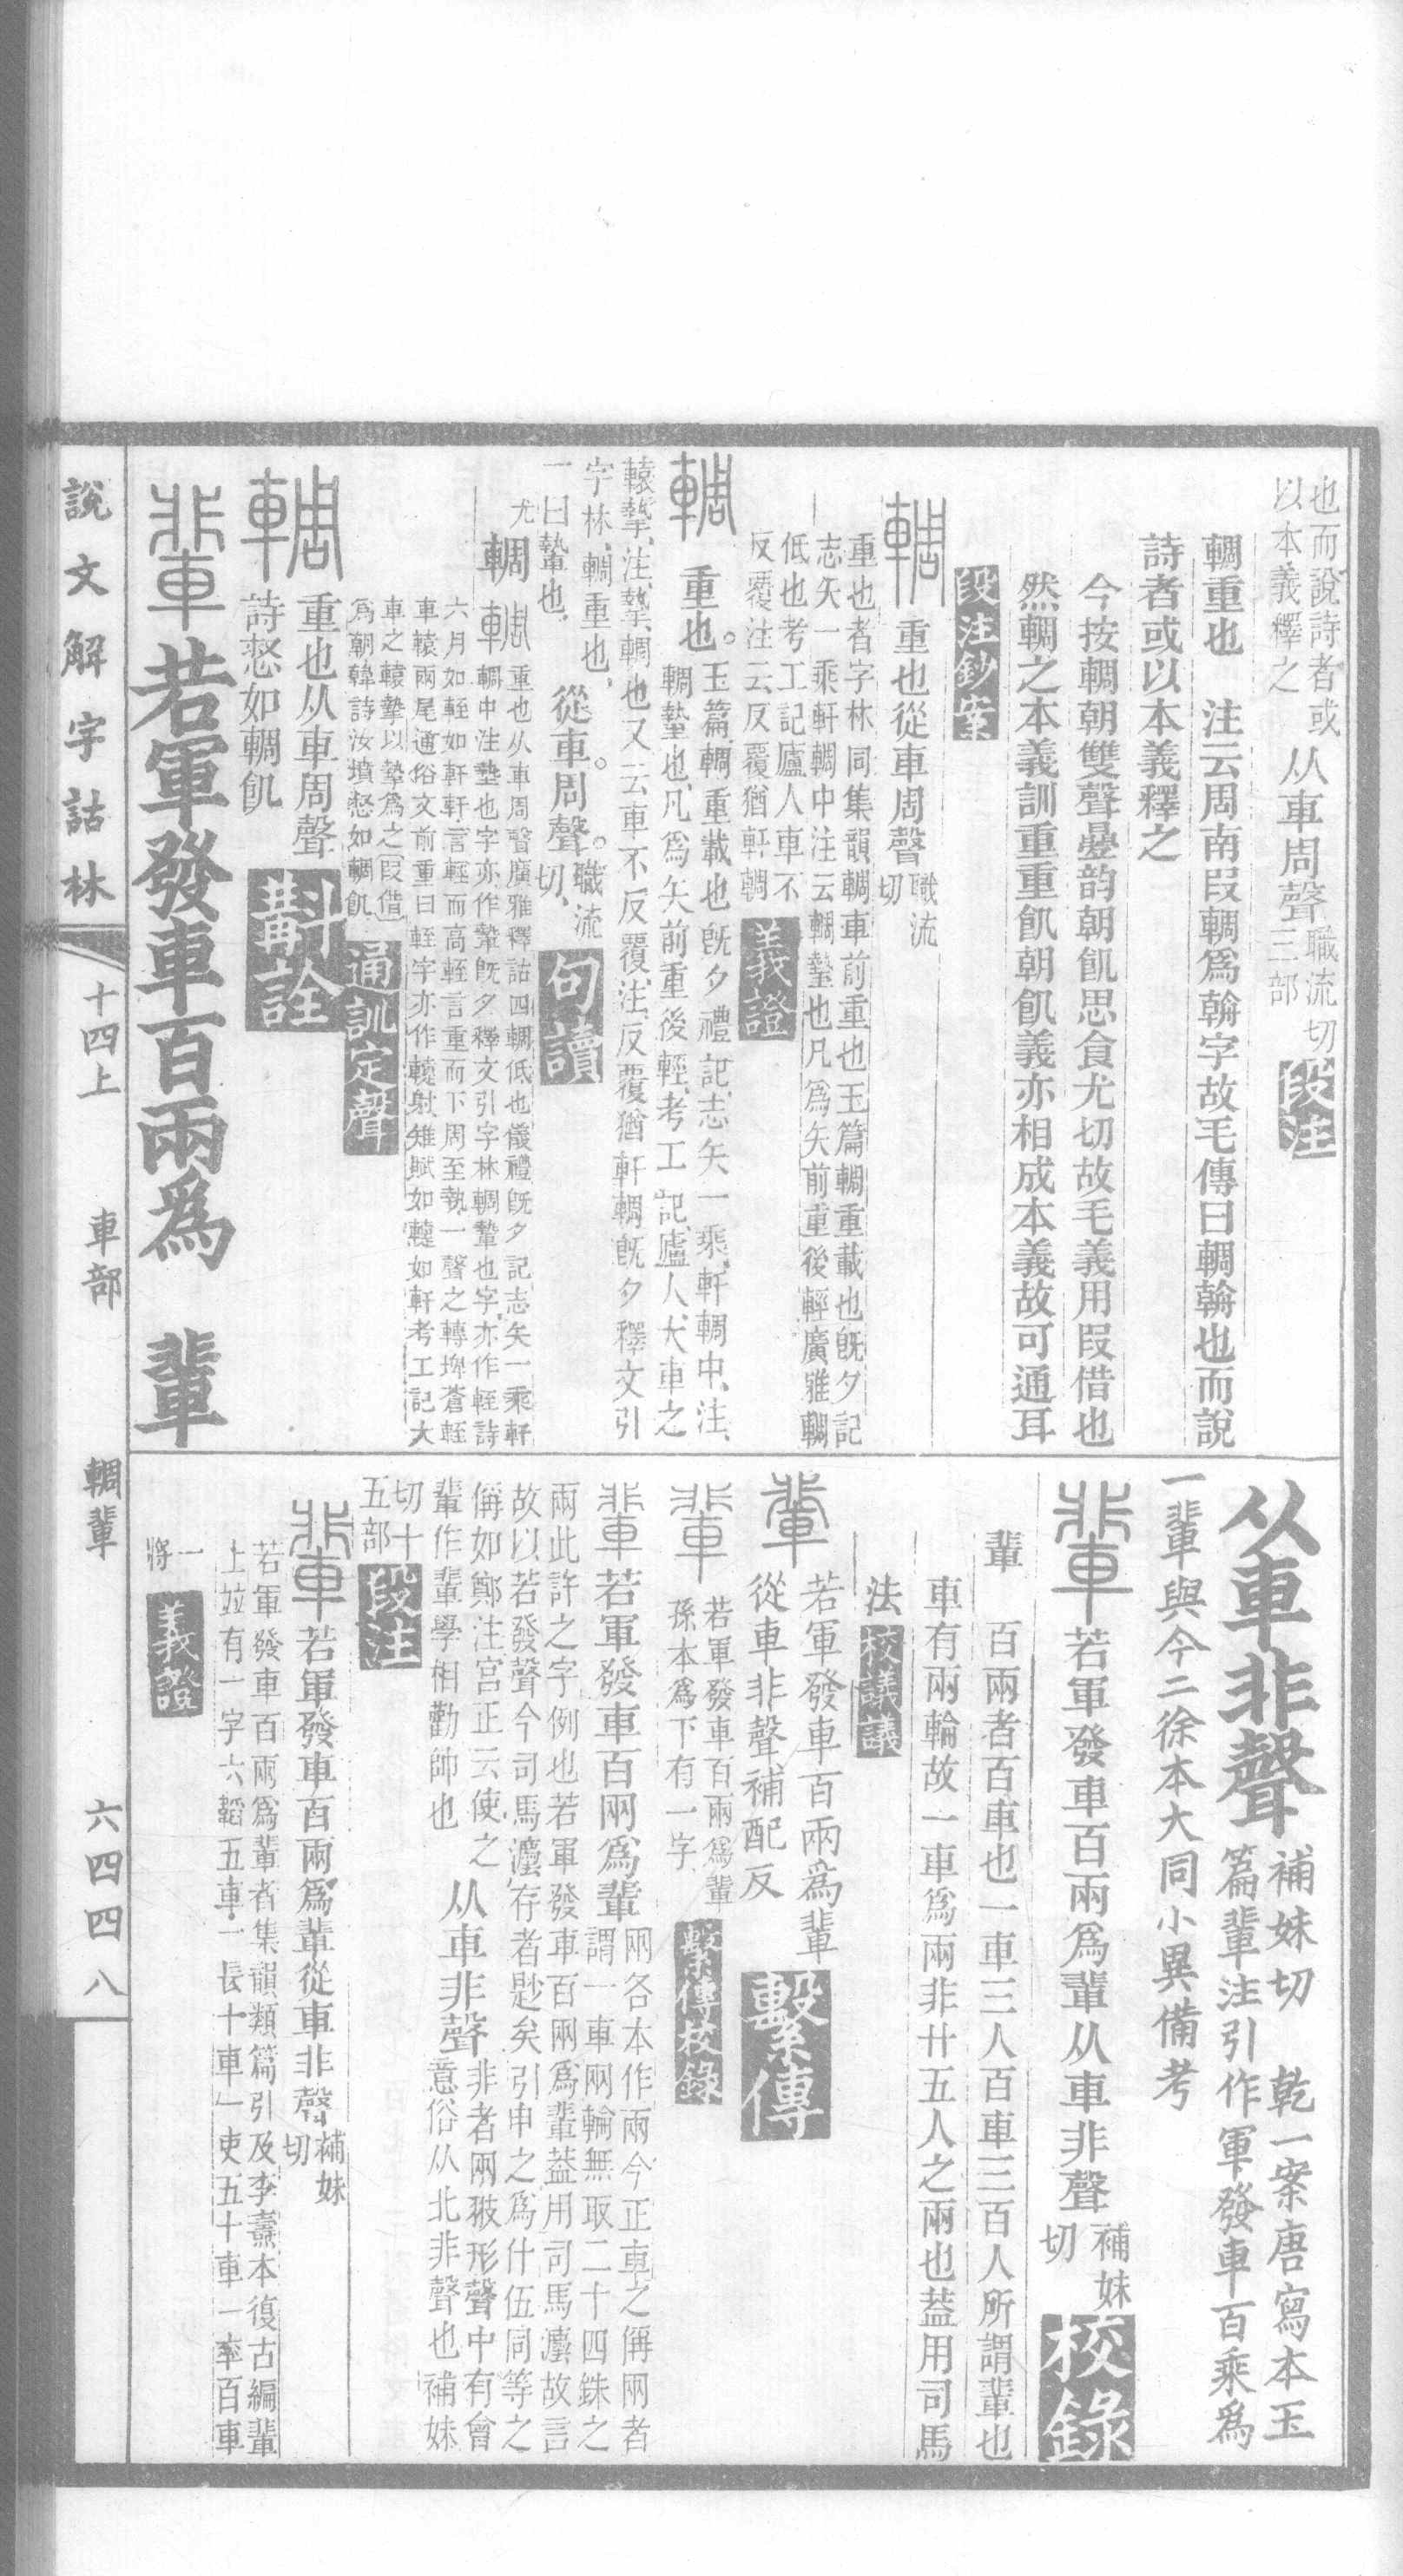 也而說詩者或
以本義釋之
从車周聲
職流切
三部
段注
輖重也　注云周南叚輖爲輈字故毛傳曰輖朝也而說
詩者或以本義釋之
今按輖朝雙聲曡韵朝飢思食尤切故毛義用叚借也
然輖之本義訓重重飢朝飢義亦相成本義故可通耳
段注鈔案
輖
重也從車周聲
職流
切
重也者字林同集韻輖車前重也玉篇輖重載也旣夕記
志矢一乘軒輖中注云輖蟄也凡爲矢前重後輕廣雅輖
低也考工記廬人車不
反覆注云反覆猶軒輖
義證
輖
重也。
玉篇、輖重載也旣夕禮記、志矢一乘、軒輖中、注、
輖蟄也、凡爲矢前重後輕、考工記、廬人、大車之
轅摯、注、摯、輖也又云車不反覆、注、反覆猶軒輖旣夕釋文引
字林、輖、重也、
一曰蟄也、
從車。周聲。
職流
切、
句讀
尤
輖
輖
重也从車周聲廣雅釋詁四輖低也儀禮旣夕記志矢一乘軒
輖中注蟄也字亦作摯旣夕釋文引字林輖摯也字亦作輊詩
六月如輊如軒軒言輕而高輊言重而下周至執一聲之轉埤蒼輊
車轅兩尾通俗文前重曰輊字亦作轋射雉賦如轋如軒考工記大
車之轅摯以摯爲之叚借
爲朝韓詩汝墳惄如輖飢
通訓定聲
輖
重也从車周聲
詩惄如輖飢
斠詮
輩
若軍發車百兩爲
輩
从車非聲
補妹切　乾一案唐寫本玉
篇輩注引作軍發車百乘爲
一輩與今二徐本大同小異備考
輩
若軍發車百兩爲輩从車非聲
補妹
切
校錄
輩
百兩者百車也一車三人百車三百人所謂輩也
車有兩輪故一車爲兩非廿五人之兩也葢用司馬
法
校議議
輩
若軍發車百兩爲輩
從車非聲補配反
繫傳
輩
若軍發車百兩爲輩
孫本爲下有一字
繫傳校錄
輩
若軍發車百兩爲輩
兩各本作兩今正車之偁兩者
謂一車兩輪無取二十四銖之
兩此許之字例也若軍發車百兩爲輩葢用司馬灋故言
故以若發聲今司馬灋存者尟矣引申之爲什伍同等之
偁如鄭注宮正云使之
輩作輩學相勸帥也
从車非聲
非者兩翄形聲中有會
意俗从北非聲也補妹
切十
五部
段注
輩
若軍發車百兩爲輩從車非聲
補妹
切
若軍發車百兩爲輩者集韻類篇引及李燾本復古編輩
上竝有一字六韜五車一長十車一吏五十車一率百車
一
將
義證
說文解字詁林
十四上
車部
輖輩
六四四八